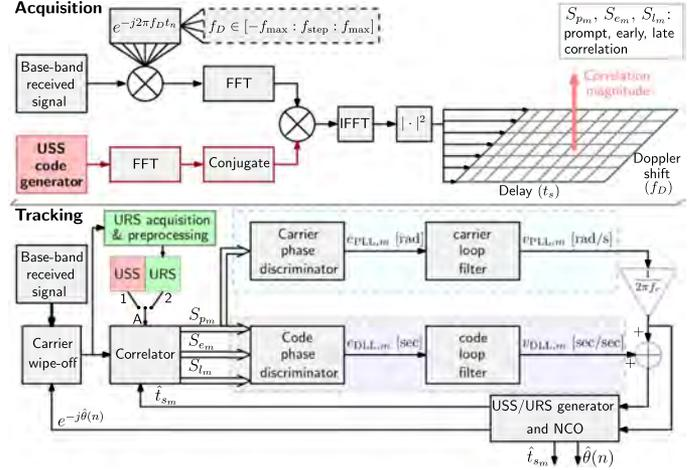 Acquisition
e^{-j2πf_D t_n}
f_D ∈ [−f_max : f_step : f_max]
S_{p_m}, S_{e_m}, S_{l_m}:
prompt, early, late
correlation
Base-band
received
signal
FFT
Correlation
magnitude
IFFT
|·|²
USS
code
generator
FFT
Conjugate
Doppler
shift
(f_D)
Delay (t_s)
Tracking
URS acquisition
& preprocessing
Base-band
received
signal
USS
URS
1
2
A
Carrier
phase
discriminator
e_{PLL,m} [rad]
carrier
loop
filter
v_{PLL,m} [rad/s]
1
2πf_c
Carrier
wipe-off
Correlator
S_{p_m}
S_{e_m}
S_{l_m}
Code
phase
discriminator
e_{DLL,m} [sec]
code
loop
filter
v_{DLL,m} [sec/sec]
+
+
t̂_{s_m}
e^{-jθ̂(n)}
USS/URS generator
and NCO
t̂_{s_m}
θ̂(n)